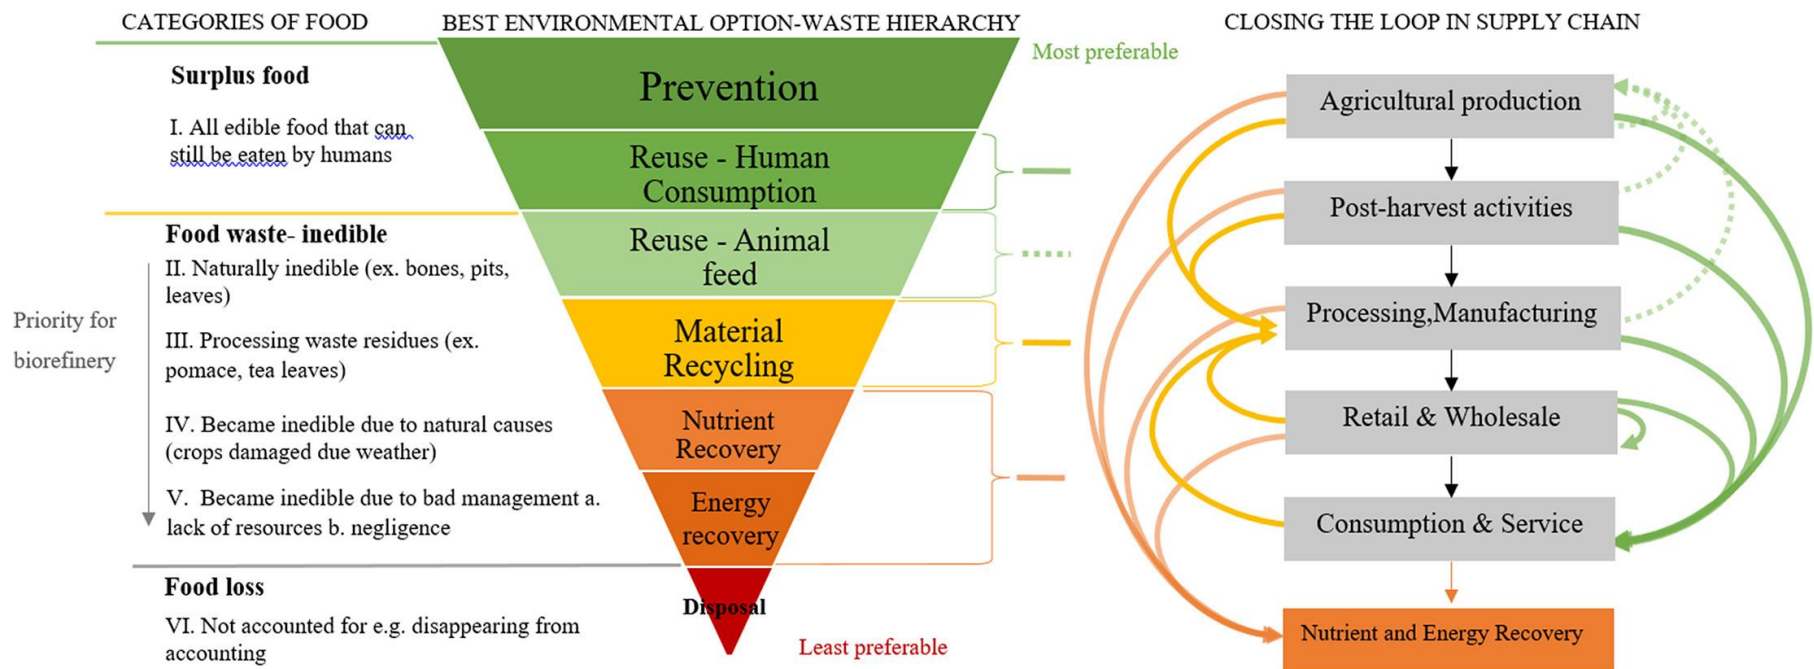 CATEGORIES OF FOOD
Surplus food
I. All edible food that can
still be eaten by humans
Food waste- inedible
II. Naturally inedible (ex. bones, pits,
leaves)
III. Processing waste residues (ex.
pomace, tea leaves)
IV. Became inedible due to natural causes
(crops damaged due weather)
V.  Became inedible due to bad management a.
lack of resources b. negligence
Priority for
biorefinery
Food loss
VI. Not accounted for e.g. disappearing from
accounting
BEST ENVIRONMENTAL OPTION-WASTE HIERARCHY
Most preferable
Prevention
Reuse - Human
Consumption
Reuse - Animal
feed
Material
Recycling
Nutrient
Recovery
Energy
recovery
Disposal
Least preferable
CLOSING THE LOOP IN SUPPLY CHAIN
Agricultural production
Post-harvest activities
Processing,Manufacturing
Retail & Wholesale
Consumption & Service
Nutrient and Energy Recovery